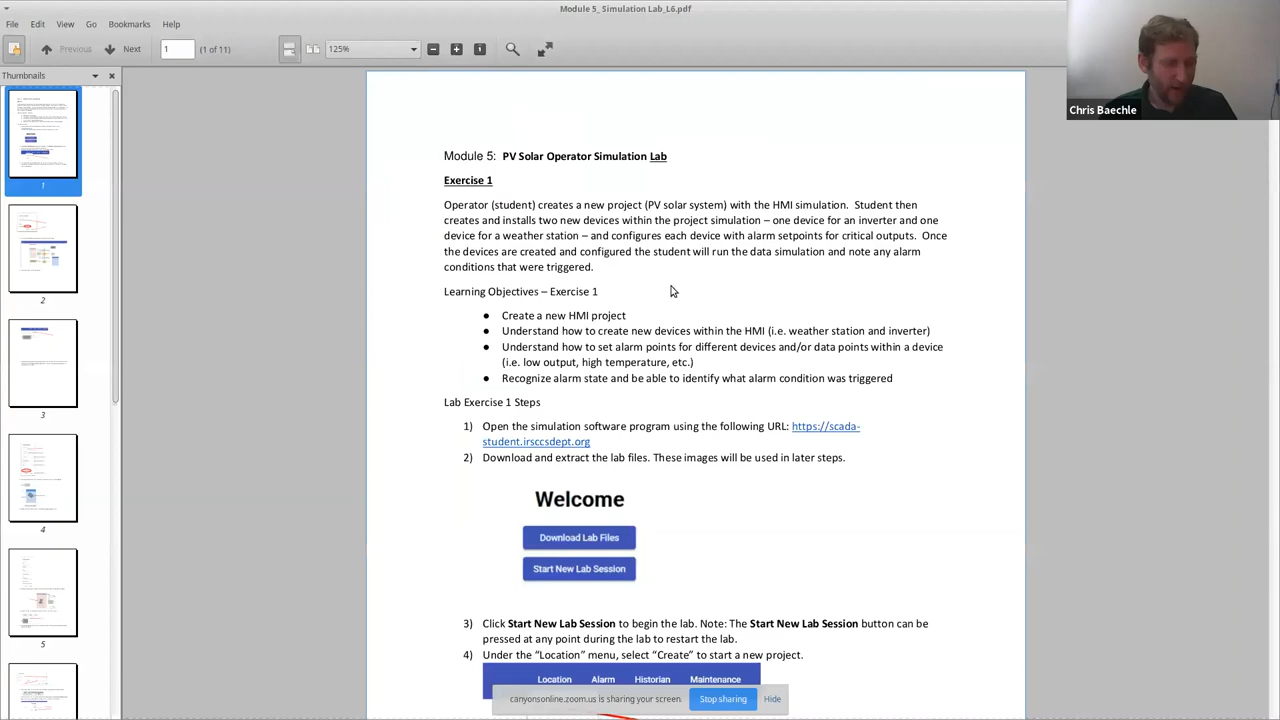 Module 5_ Simulation Lab_L6.pdf
File Edit View Go Bookmarks Help
Previous Next 1 (1 of 11) 125%
Chris Baechle
Thumbnails
1
2
3
4
5
Module 5: PV Solar Operator Simulation Lab
Exercise 1
Operator (student) creates a new project (PV solar system) with the HMI simulation. Student then
creates and installs two new devices within the project simulation – one device for an inverter and one
device for a weather station – and configures each device with alarm setpoints for critical outputs. Once
the devices are created and configured the student will run the data simulation and note any alarm
conditions that were triggered.
Learning Objectives – Exercise 1
● Create a new HMI project
● Understand how to create new devices within the HMI (i.e. weather station and inverter)
● Understand how to set alarm points for different devices and/or data points within a device
(i.e. low output, high temperature, etc.)
● Recognize alarm state and be able to identify what alarm condition was triggered
Lab Exercise 1 Steps
1) Open the simulation software program using the following URL: https://scada-
student.irsccsdept.org
2) Download and extract the lab files. These images will be used in later steps.
Welcome
Download Lab Files
Start New Lab Session
3) Click Start New Lab Session to begin the lab. Note: The Start New Lab Session button can be
pressed at any point during the lab to restart the lab.
4) Under the “Location” menu, select “Create” to start a new project.
Location Alarm Historian Maintenance
canyonsonline.zoom.us is sharing your screen. Stop sharing Hide